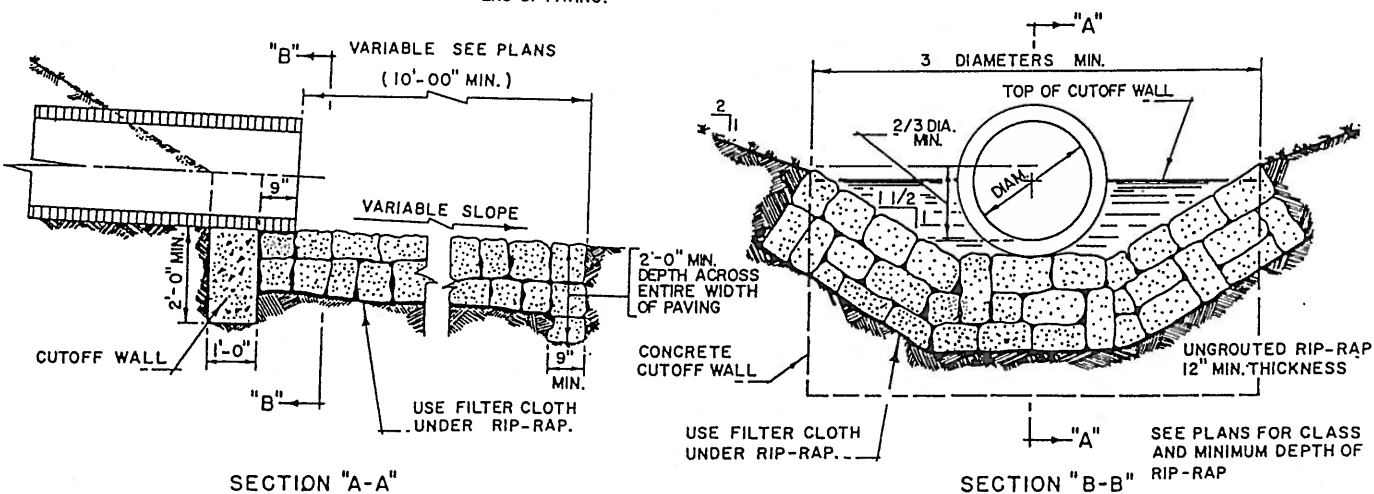 "B"
VARIABLE SEE PLANS
(10'-00" MIN.)
9"
VARIABLE SLOPE
2'-0" MIN.
2'-0" MIN.
DEPTH ACROSS
ENTIRE WIDTH
OF PAVING
CUTOFF WALL
1'-0"
9"
MIN.
"B"
USE FILTER CLOTH
UNDER RIP-RAP.
SECTION "A-A"
"A"
3 DIAMETERS MIN.
TOP OF CUTOFF WALL
2
1
2/3 DIA.
MIN.
DIAM.
1 1/2
1
CONCRETE
CUTOFF WALL
UNGROUTED RIP-RAP
12" MIN. THICKNESS
USE FILTER CLOTH
UNDER RIP-RAP.
"A"
SEE PLANS FOR CLASS
AND MINIMUM DEPTH OF
RIP-RAP
SECTION "B-B"